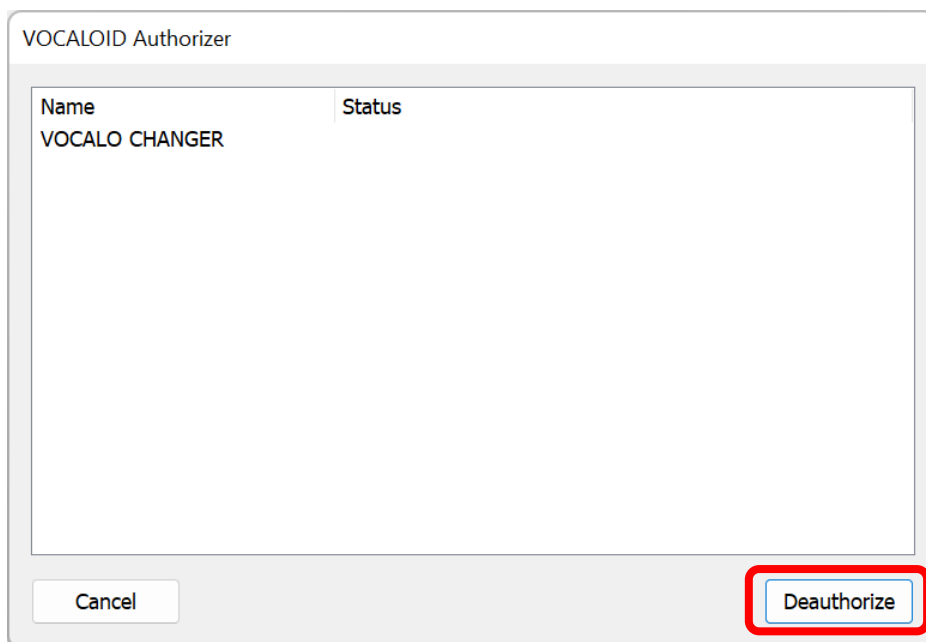 VOCALOID Authorizer
Name Status
VOCALO CHANGER
Cancel Deauthorize